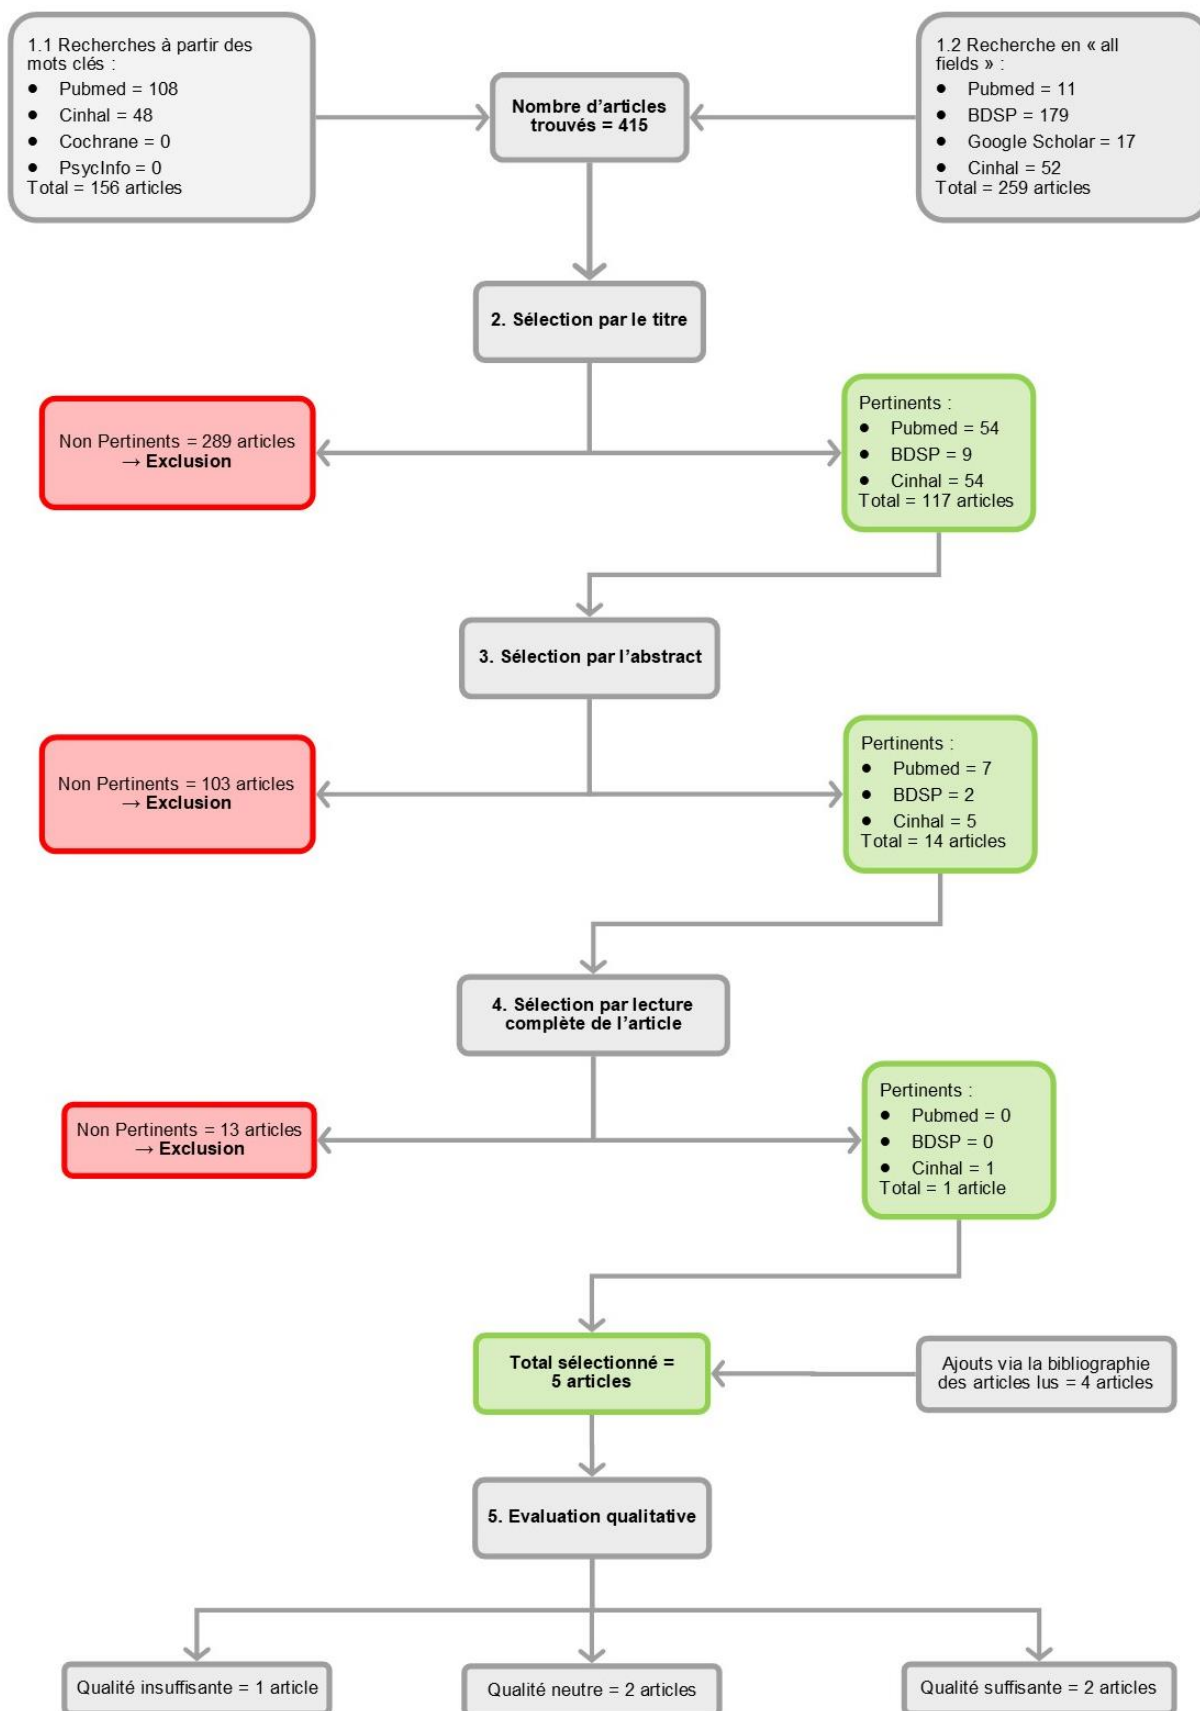 1.1 Recherches à partir des
mots clés :
● Pubmed = 108
● Cinhal = 48
● Cochrane = 0
● PsycInfo = 0
Total = 156 articles
Nombre d'articles
trouvés = 415
1.2 Recherche en « all
fields » :
● Pubmed = 11
● BDSP = 179
● Google Scholar = 17
● Cinhal = 52
Total = 259 articles
2. Sélection par le titre
Non Pertinents = 289 articles
→ Exclusion
Pertinents :
● Pubmed = 54
● BDSP = 9
● Cinhal = 54
Total = 117 articles
3. Sélection par l'abstract
Non Pertinents = 103 articles
→ Exclusion
Pertinents :
● Pubmed = 7
● BDSP = 2
● Cinhal = 5
Total = 14 articles
4. Sélection par lecture
complète de l'article
Non Pertinents = 13 articles
→ Exclusion
Pertinents :
● Pubmed = 0
● BDSP = 0
● Cinhal = 1
Total = 1 article
Total sélectionné =
5 articles
Ajouts via la bibliographie
des articles lus = 4 articles
5. Evaluation qualitative
Qualité insuffisante = 1 article
Qualité neutre = 2 articles
Qualité suffisante = 2 articles